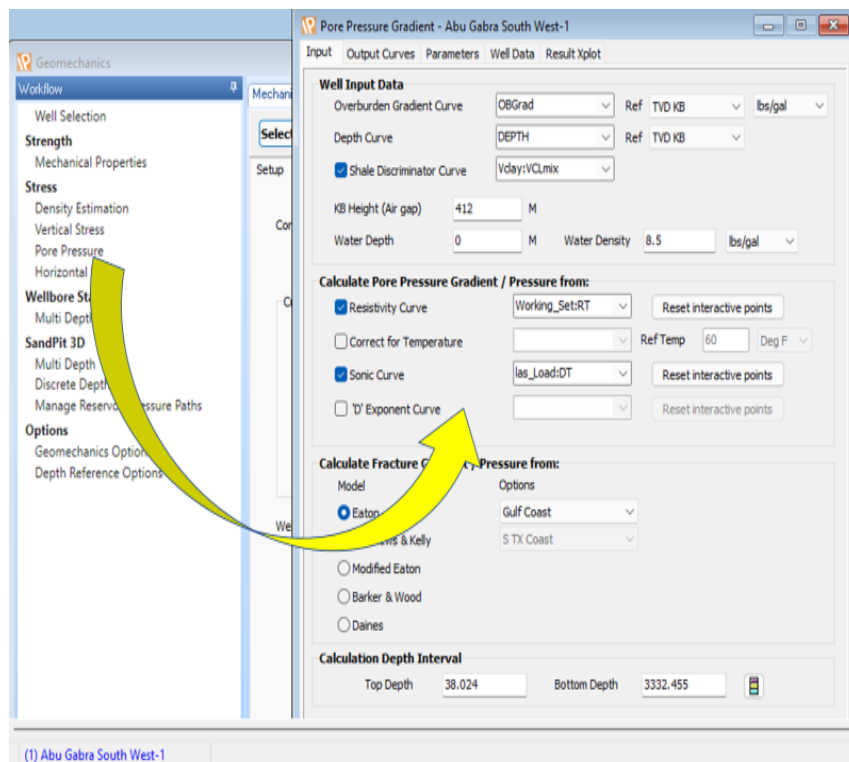 Pore Pressure Gradient - Abu Gabra South West-1
Input Output Curves Parameters Well Data Result Xplot
Well Input Data
Overburden Gradient Curve OBGrad Ref TVD KB lbs/gal
Depth Curve DEPTH Ref TVD KB
Shale Discriminator Curve Vclay:VCLmix
KB Height (Air gap) 412 M
Water Depth 0 M Water Density 8.5 lbs/gal
Calculate Pore Pressure Gradient / Pressure from:
Resistivity Curve Working_Set:RT Reset interactive points
Correct for Temperature Ref Temp 60 Deg F
Sonic Curve las_Load:DT Reset interactive points
'D' Exponent Curve Reset interactive points
Calculate Fracture G / Pressure from:
Model Options
Eaton Gulf Coast
& Kelly S TX Coast
Modified Eaton
Barker & Wood
Daines
Calculation Depth Interval
Top Depth 38.024 Bottom Depth 3332.455
Geomechanics
Workflow
Well Selection
Strength
Mechanical Properties
Stress
Density Estimation
Vertical Stress
Pore Pressure
Horizontal
Wellbore Sta
Multi Dept
SandPit 3D
Multi Depth
Discrete Dept
Manage Reservo ssure Paths
Options
Geomechanics Option
Depth Reference Options
Mechani
Select
Setup
Cor
We
(1) Abu Gabra South West-1